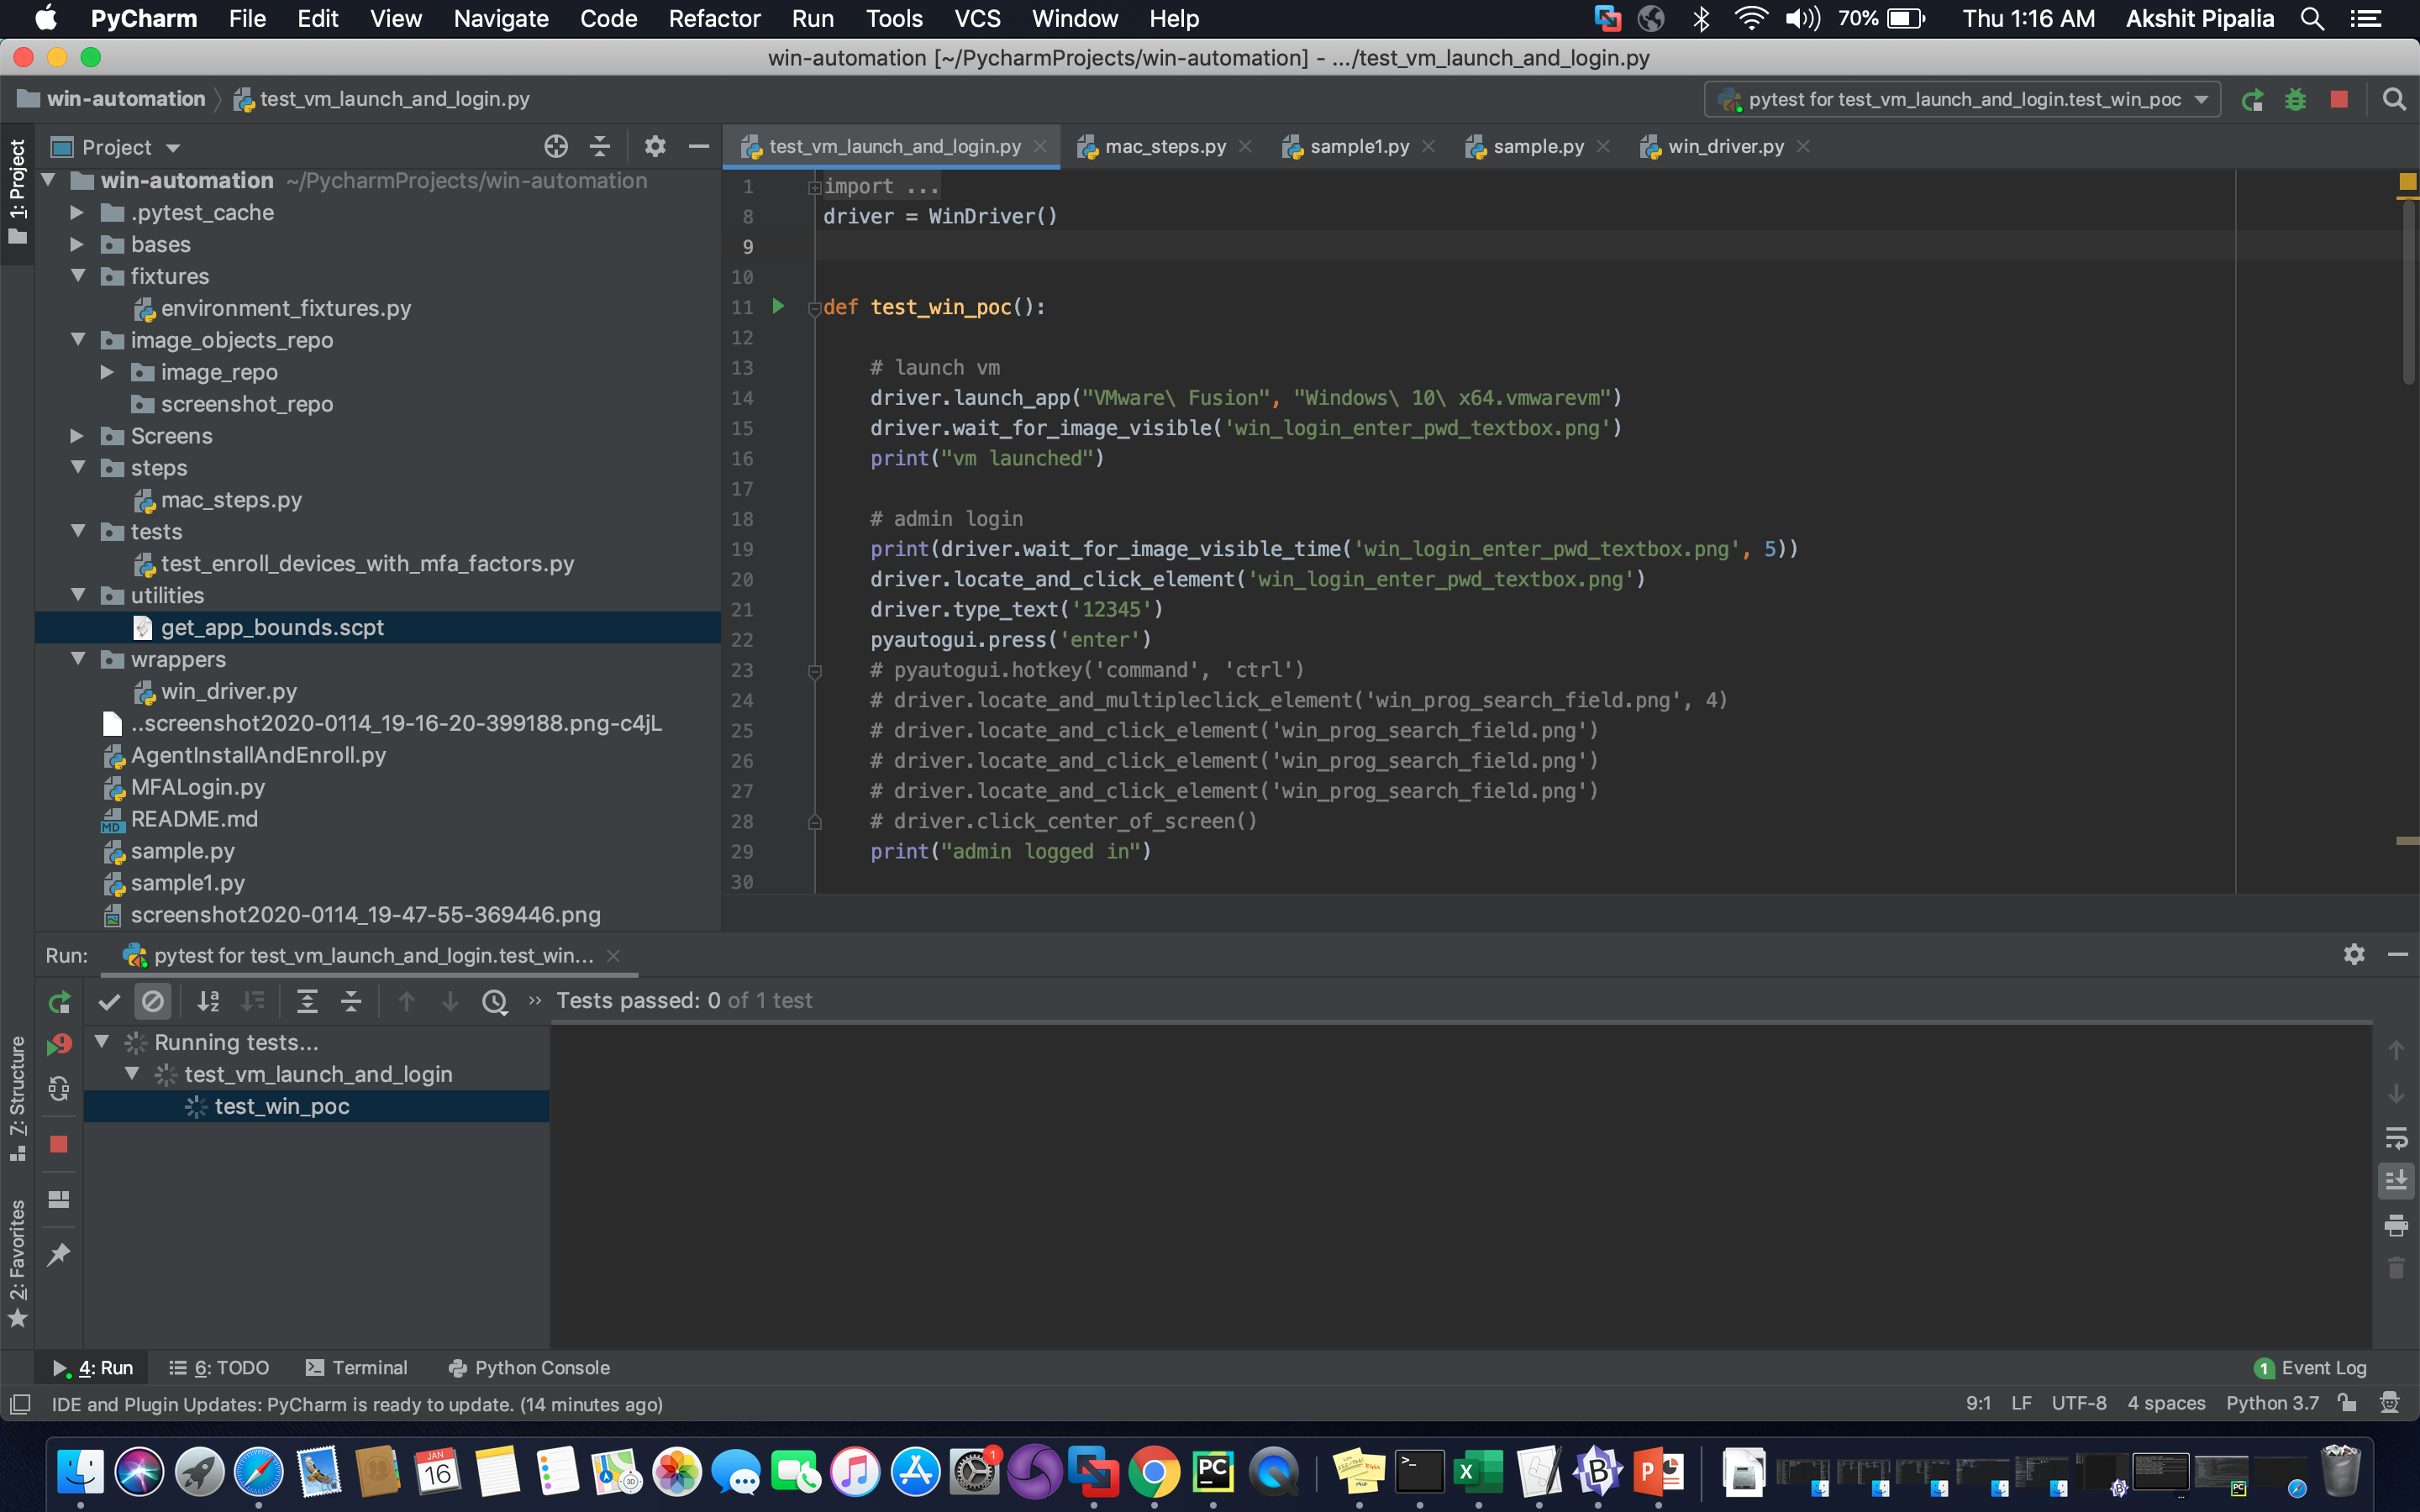 PyCharm File Edit View Navigate Code Refactor Run Tools VCS Window Help 70% Thu 1:16 AM Akshit Pipalia
win-automation [~/PycharmProjects/win-automation] - .../test_vm_launch_and_login.py
win-automation test_vm_launch_and_login.py pytest for test_vm_launch_and_login.test_win_poc
1: Project
Project
win-automation ~/PycharmProjects/win-automation
.pytest_cache
bases
fixtures
environment_fixtures.py
image_objects_repo
image_repo
screenshot_repo
Screens
steps
mac_steps.py
tests
test_enroll_devices_with_mfa_factors.py
utilities
get_app_bounds.scpt
wrappers
win_driver.py
..screenshot2020-0114_19-16-20-399188.png-c4jL
AgentInstallAndEnroll.py
MFALogin.py
README.md
sample.py
sample1.py
screenshot2020-0114_19-47-55-369446.png
test_vm_launch_and_login.py mac_steps.py sample1.py sample.py win_driver.py
1 import ...
8 driver = WinDriver()
9
10
11 def test_win_poc():
12
13 # launch vm
14 driver.launch_app("VMware\ Fusion", "Windows\ 10\ x64.vmwarevm")
15 driver.wait_for_image_visible('win_login_enter_pwd_textbox.png')
16 print("vm launched")
17
18 # admin login
19 print(driver.wait_for_image_visible_time('win_login_enter_pwd_textbox.png', 5))
20 driver.locate_and_click_element('win_login_enter_pwd_textbox.png')
21 driver.type_text('12345')
22 pyautogui.press('enter')
23 # pyautogui.hotkey('command', 'ctrl')
24 # driver.locate_and_multipleclick_element('win_prog_search_field.png', 4)
25 # driver.locate_and_click_element('win_prog_search_field.png')
26 # driver.locate_and_click_element('win_prog_search_field.png')
27 # driver.locate_and_click_element('win_prog_search_field.png')
28 # driver.click_center_of_screen()
29 print("admin logged in")
30
Run: pytest for test_vm_launch_and_login.test_win...
Tests passed: 0 of 1 test
Running tests...
test_vm_launch_and_login
test_win_poc
7: Structure
2: Favorites
4: Run 6: TODO Terminal Python Console 1 Event Log
IDE and Plugin Updates: PyCharm is ready to update. (14 minutes ago) 9:1 LF UTF-8 4 spaces Python 3.7
JAN
16
3D
1
PC
>_
X
B
P